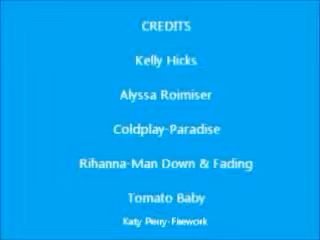 CREDITS
Kelly Hicks
Alyssa Roimiser
Coldplay-Paradise
Rihanna-Man Down & Fading
Tomato Baby
Katy Perry-Firework